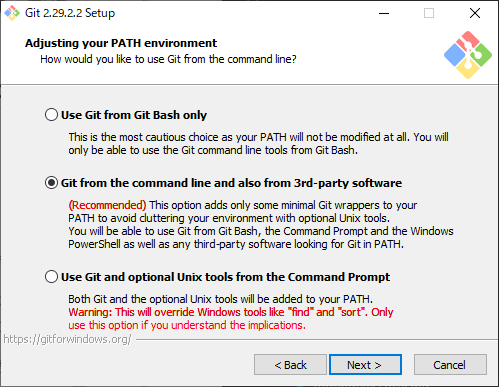 Git 2.29.2.2 Setup
Adjusting your PATH environment
How would you like to use Git from the command line?
Use Git from Git Bash only
This is the most cautious choice as your PATH will not be modified at all. You will
only be able to use the Git command line tools from Git Bash.
Git from the command line and also from 3rd-party software
(Recommended) This option adds only some minimal Git wrappers to your
PATH to avoid cluttering your environment with optional Unix tools.
You will be able to use Git from Git Bash, the Command Prompt and the Windows
PowerShell as well as any third-party software looking for Git in PATH.
Use Git and optional Unix tools from the Command Prompt
Both Git and the optional Unix tools will be added to your PATH.
Warning: This will override Windows tools like "find" and "sort". Only
use this option if you understand the implications.
https://gitforwindows.org/
< Back
Next >
Cancel